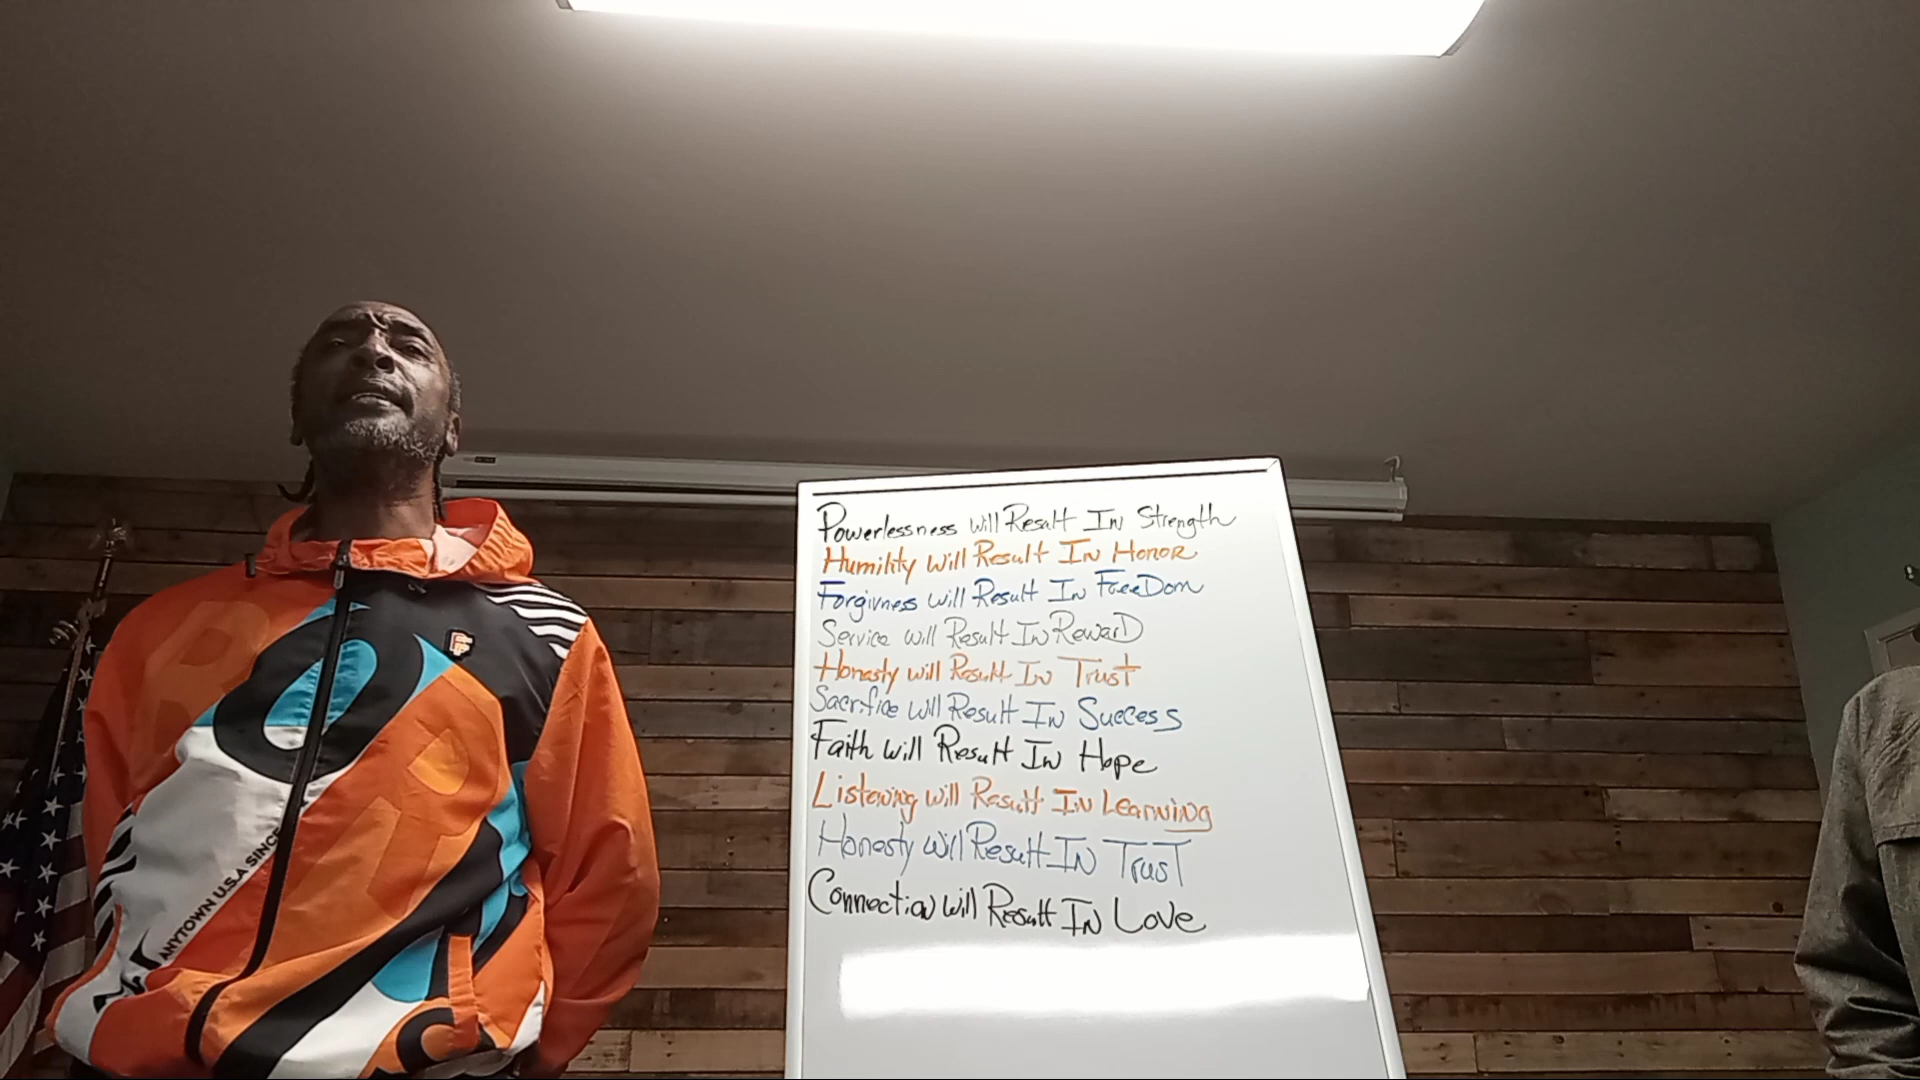 Powerlessness will Result In Strength
Humility Will Result In Honor
Forgivness will Result In FreeDom
Service will Result In RewarD
Honesty will Result In Trust
Sacrifice will Result In Success
Faith will Result In Hope
Listening will Result In Learning
Honesty will Result IN TrusT
Connection will Result In Love
ANYTOWN U.S.A SINCE